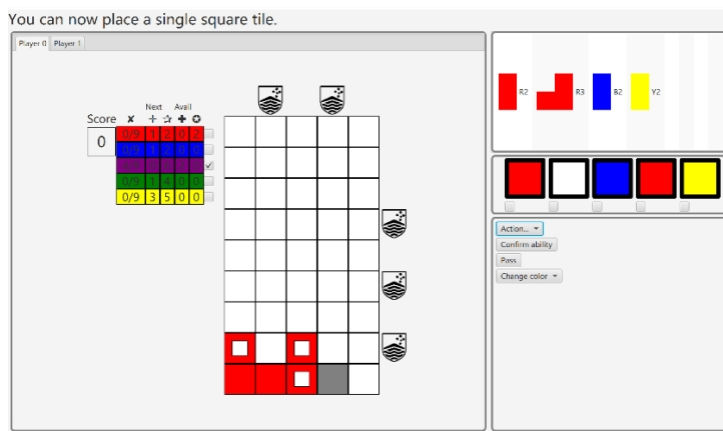 You can now place a single square tile.
Player 0 Player 1
Next Avail
Score
0
0/9 1 2 0 2
0/9 1 2 0 0
0/9 1 4 0 0
0/9 3 5 0 0
R2 R3 B2 Y2
Action...
Confirm ability
Pass
Change color